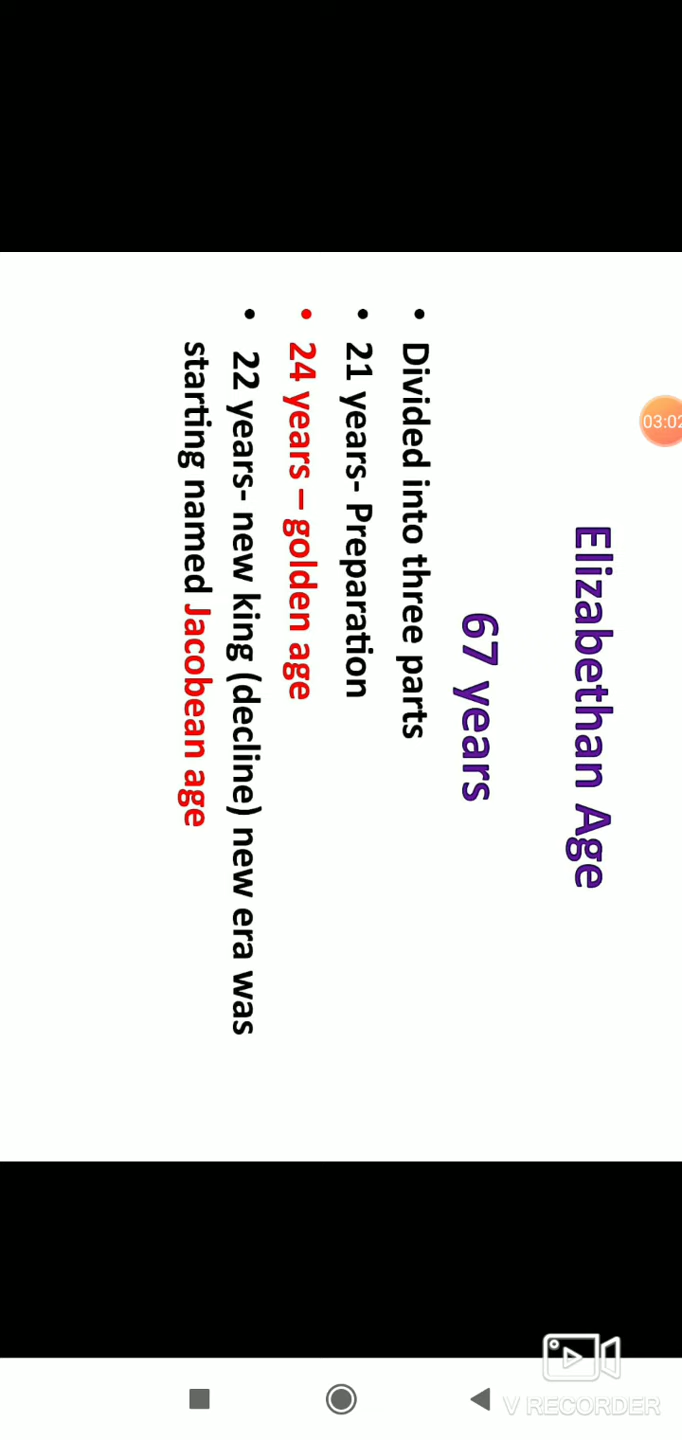 Elizabethan Age
67 years
• Divided into three parts
• 21 years- Preparation
• 24 years – golden age
• 22 years- new king (decline) new era was
starting named Jacobean age
03:02
V RECORDER